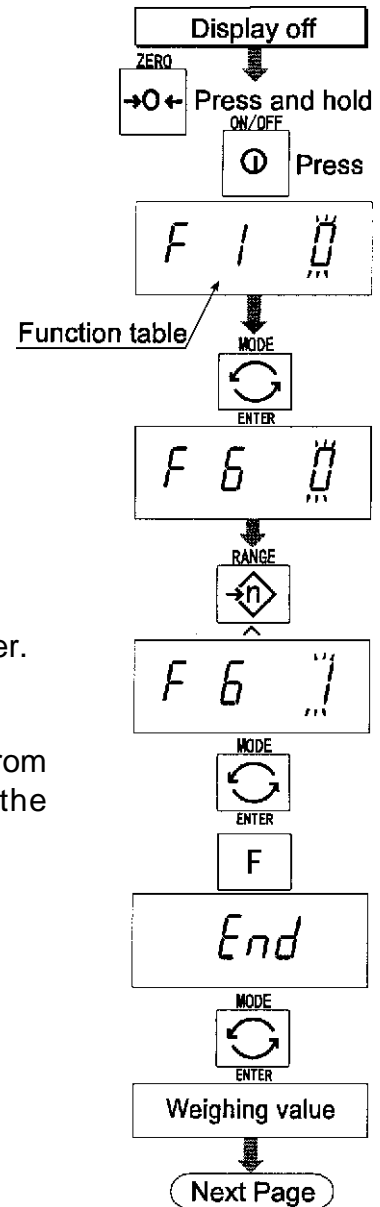 Display off
ZERO
→0← Press and hold
ON/OFF
Press
F 1 0
Function table
MODE
ENTER
F 6 0
RANGE
→n
er.
F 6 1
rom
the
MODE
ENTER
F
End
MODE
ENTER
Weighing value
Next Page